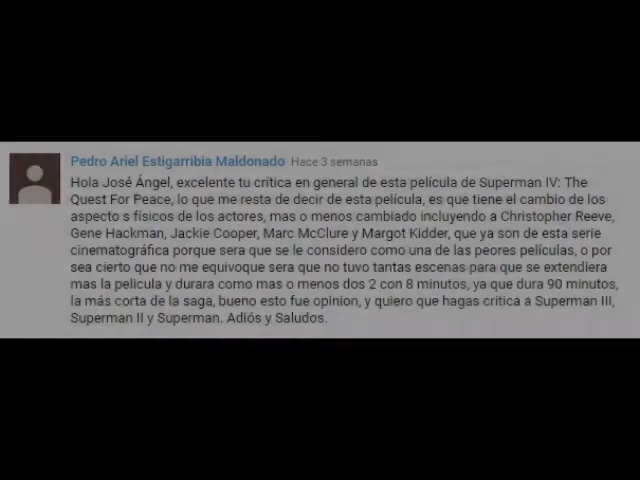 Pedro Ariel Estigarribia Maldonado Hace 3 semanas
Hola José Ángel, excelente tu crítica en general de esta película de Superman IV: The
Quest For Peace, lo que me resta de decir de esta película, es que tiene el cambio de los
aspecto s físicos de los actores, mas o menos cambiado incluyendo a Christopher Reeve,
Gene Hackman, Jackie Cooper, Marc McClure y Margot Kidder, que ya son de esta serie
cinematográfica porque sera que se le considero como una de las peores películas, o por
sea cierto que no me equivoque sera que no tuvo tantas escenas para que se extendiera
mas la pelicula y durara como mas o menos dos 2 con 8 minutos, ya que dura 90 minutos,
la más corta de la saga, bueno esto fue opinion, y quiero que hagas critica a Superman III,
Superman II y Superman. Adiós y Saludos.